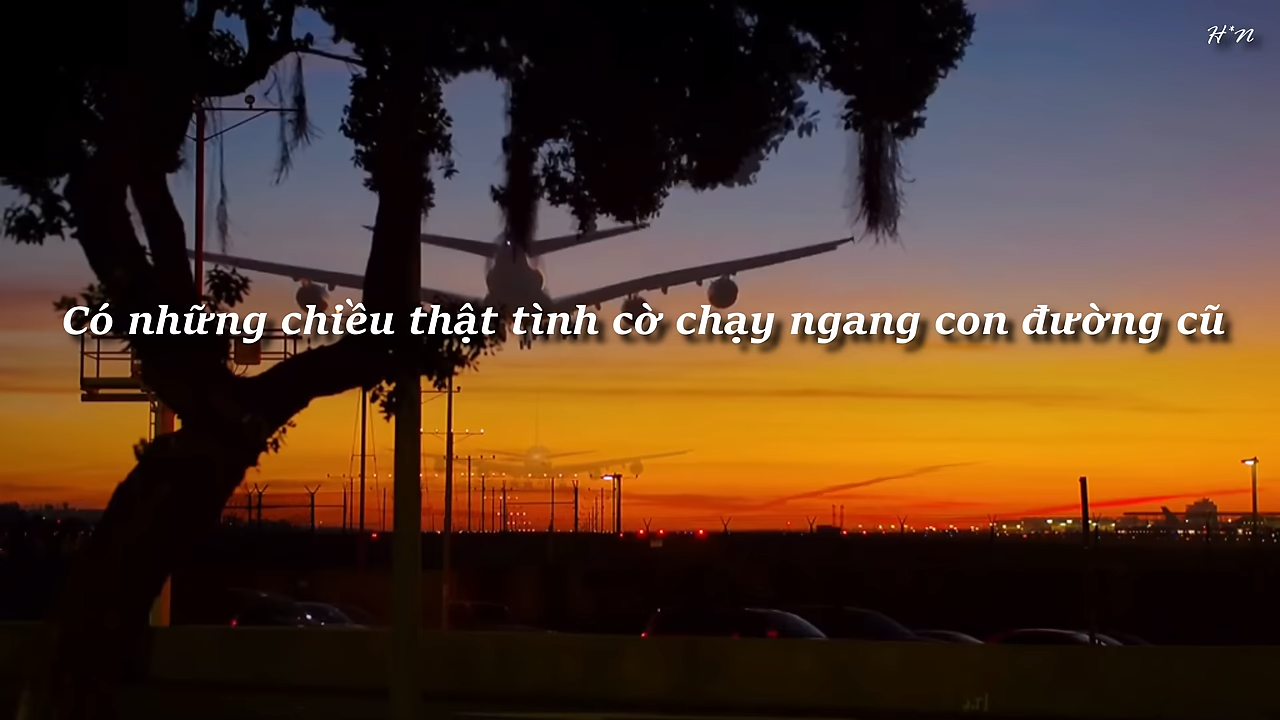 H*N
Có những chiều thật tình cờ chạy ngang con đường cũ